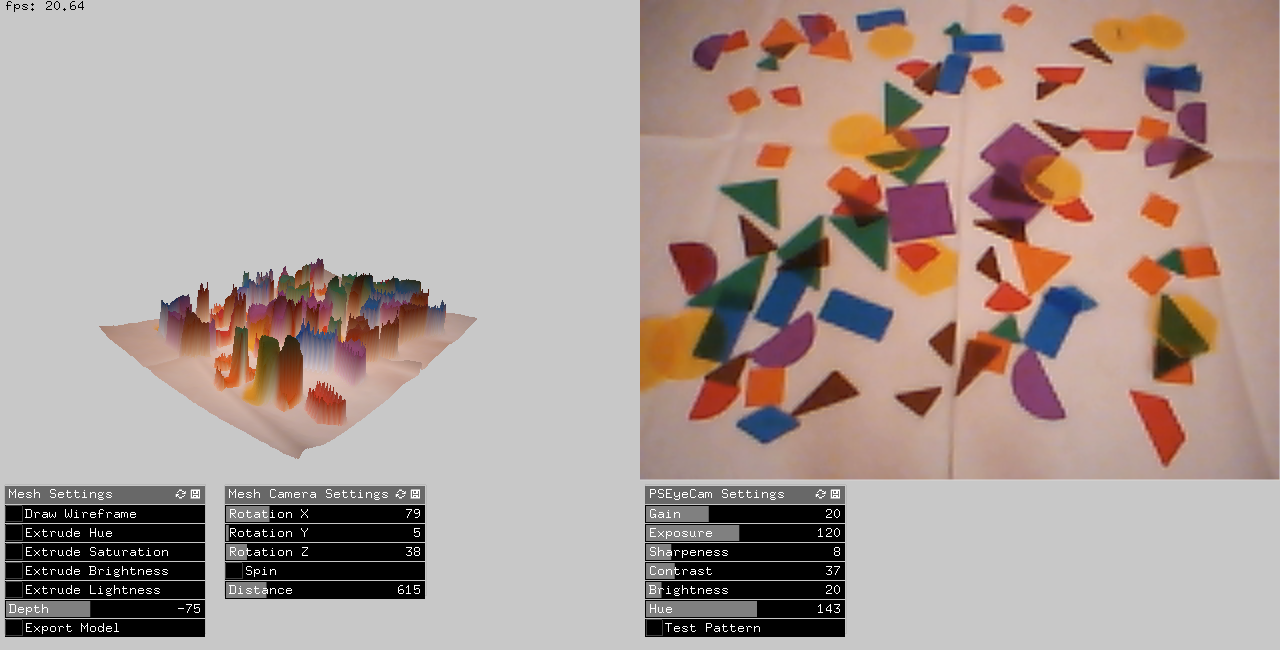 fps: 20.64
Mesh Settings
Draw Wireframe
Extrude Hue
Extrude Saturation
Extrude Brightness
Extrude Lightness
Depth -75
Export Model
Mesh Camera Settings
Rotation X 79
Rotation Y 5
Rotation Z 38
Spin
Distance 615
PSEyeCam Settings
Gain 20
Exposure 120
Sharpeness 8
Contrast 37
Brightness 20
Hue 143
Test Pattern